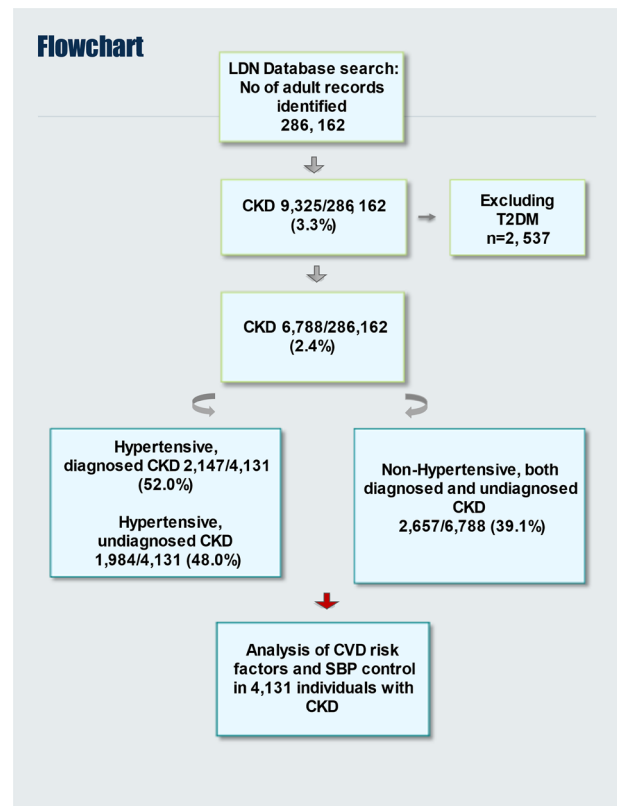 Flowchart
LDN Database search:
No of adult records
identified
286, 162
CKD 9,325/286, 162
(3.3%)
Excluding
T2DM
n=2, 537
CKD 6,788/286,162
(2.4%)
Hypertensive,
diagnosed CKD 2,147/4,131
(52.0%)
Hypertensive,
undiagnosed CKD
1,984/4,131 (48.0%)
Non-Hypertensive, both
diagnosed and undiagnosed
CKD
2,657/6,788 (39.1%)
Analysis of CVD risk
factors and SBP control
in 4,131 individuals with
CKD